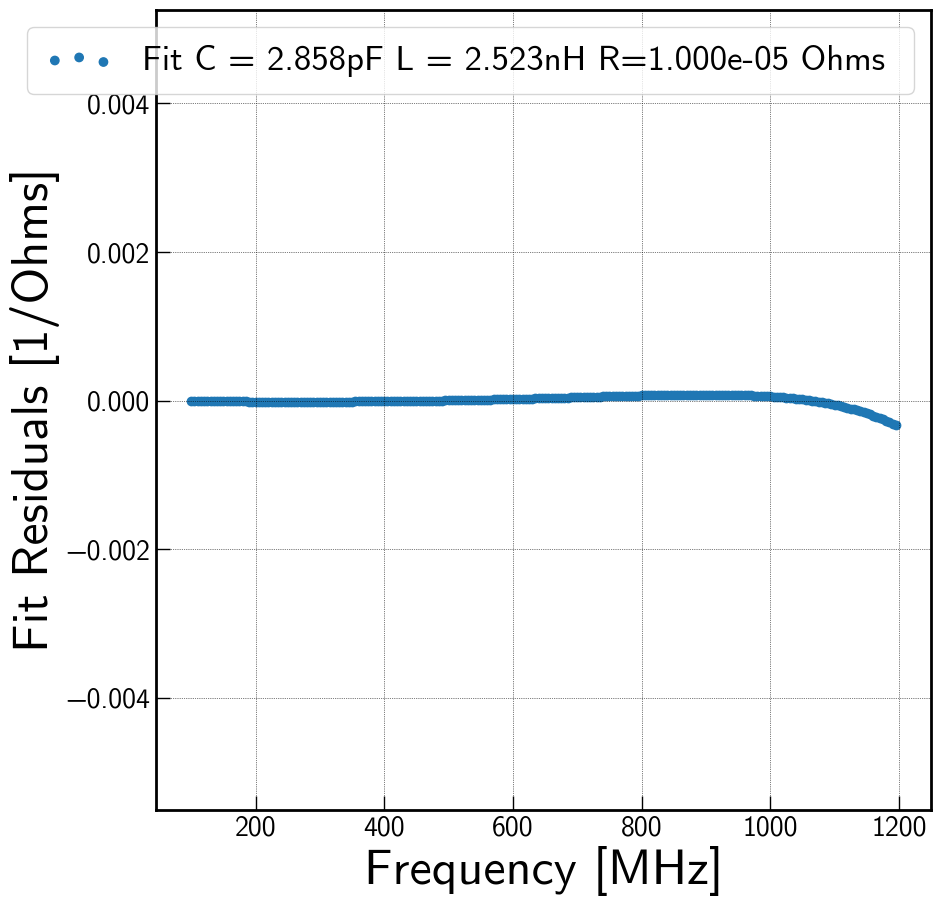 Fit C = 2.858pF L = 2.523nH R=1.000e-05 Ohms
0.004
0.002
0.000
−0.002
−0.004
Fit Residuals [1/Ohms]
200 400 600 800 1000 1200
Frequency [MHz]